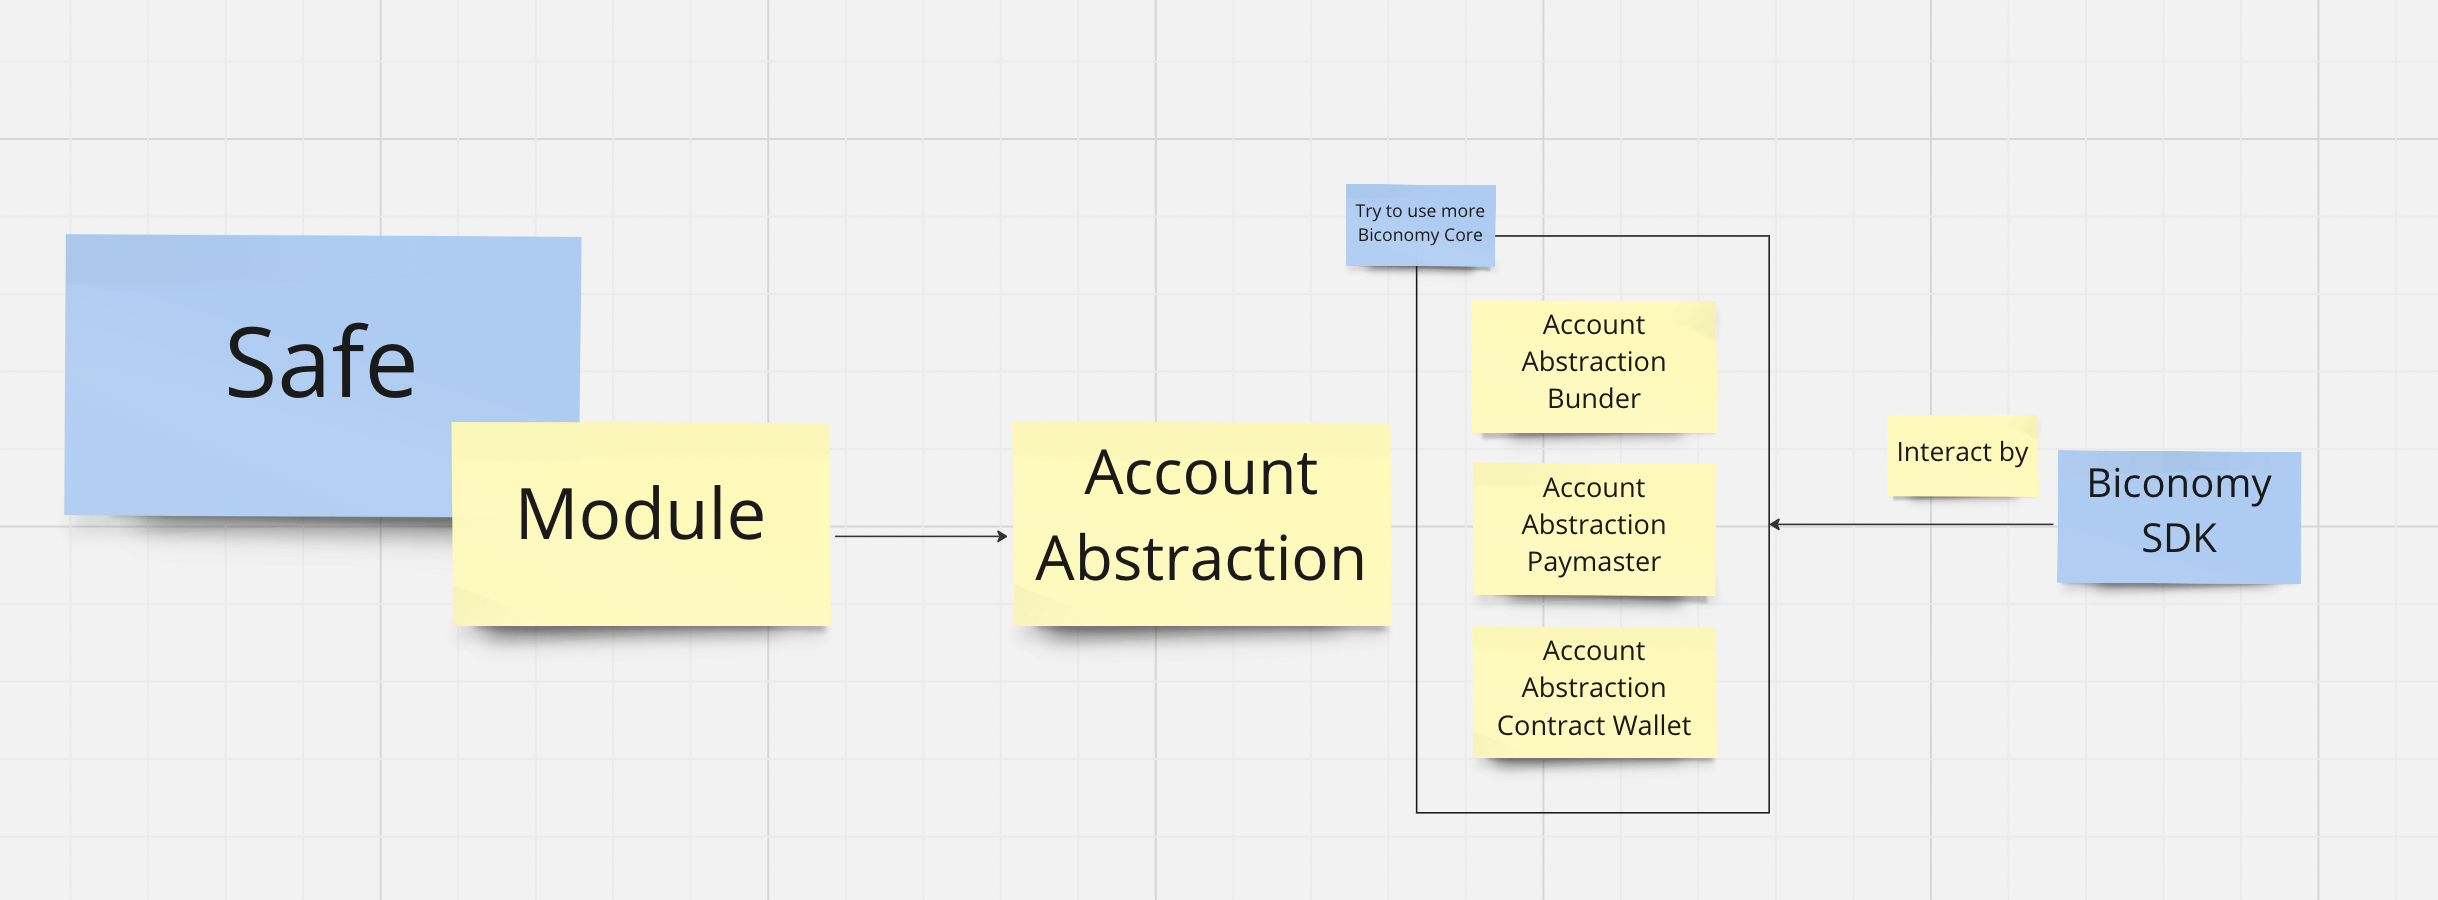 Safe
Module
Account
Abstraction
Try to use more
Biconomy Core
Account
Abstraction
Bunder
Account
Abstraction
Paymaster
Account
Abstraction
Contract Wallet
Interact by
Biconomy
SDK